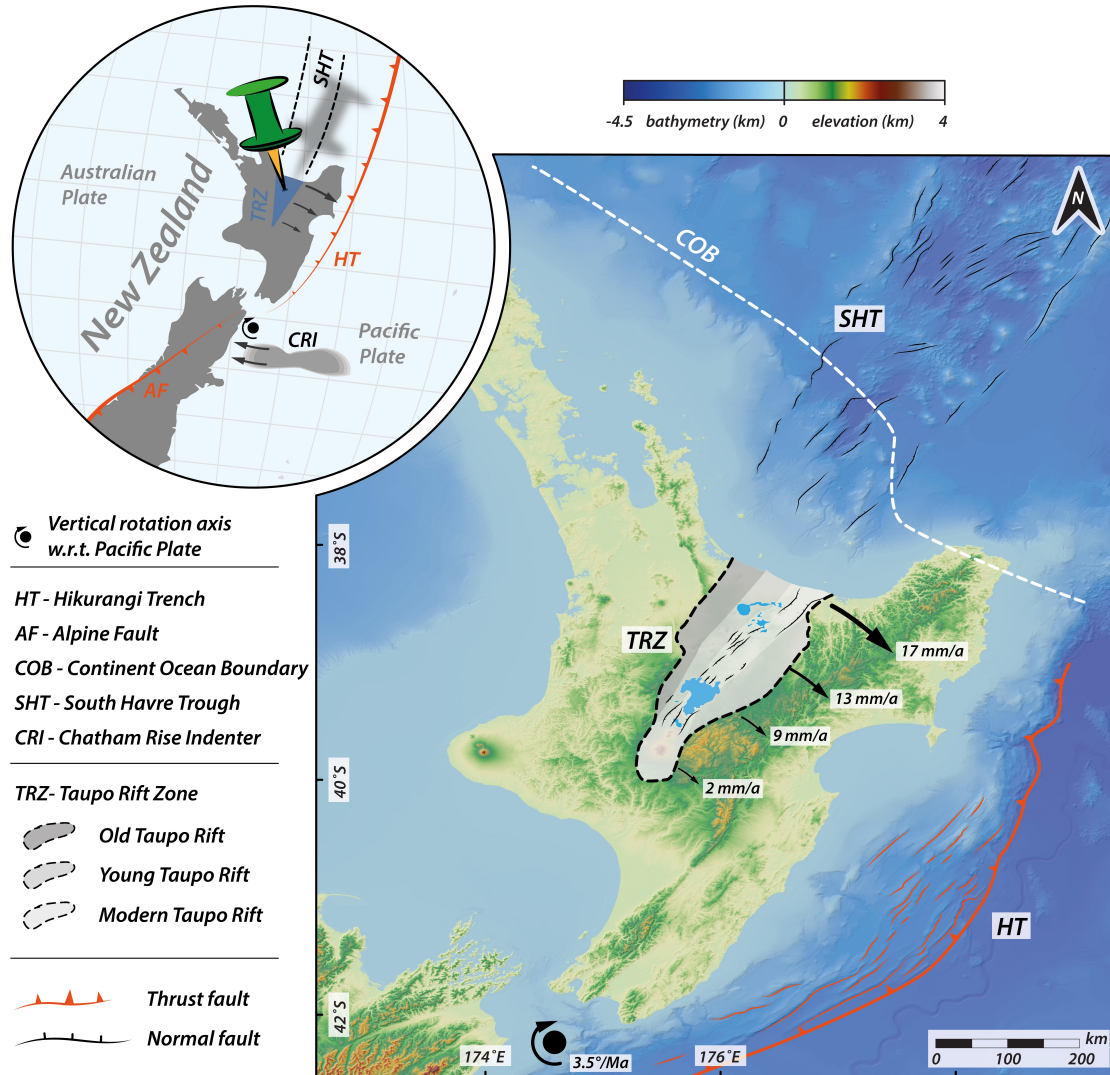 SHT
Australian
Plate
New Zealand
TRZ
HT
CRI
Pacific
Plate
AF
-4.5 bathymetry (km) 0 elevation (km) 4
N
COB
SHT
Vertical rotation axis
w.r.t. Pacific Plate
HT - Hikurangi Trench
AF - Alpine Fault
COB - Continent Ocean Boundary
SHT - South Havre Trough
CRI - Chatham Rise Indenter
TRZ- Taupo Rift Zone
Old Taupo Rift
Young Taupo Rift
Modern Taupo Rift
Thrust fault
Normal fault
38°S
40°S
42°S
TRZ
17 mm/a
13 mm/a
9 mm/a
2 mm/a
HT
3.5°/Ma
174°E
176°E
km
0 100 200